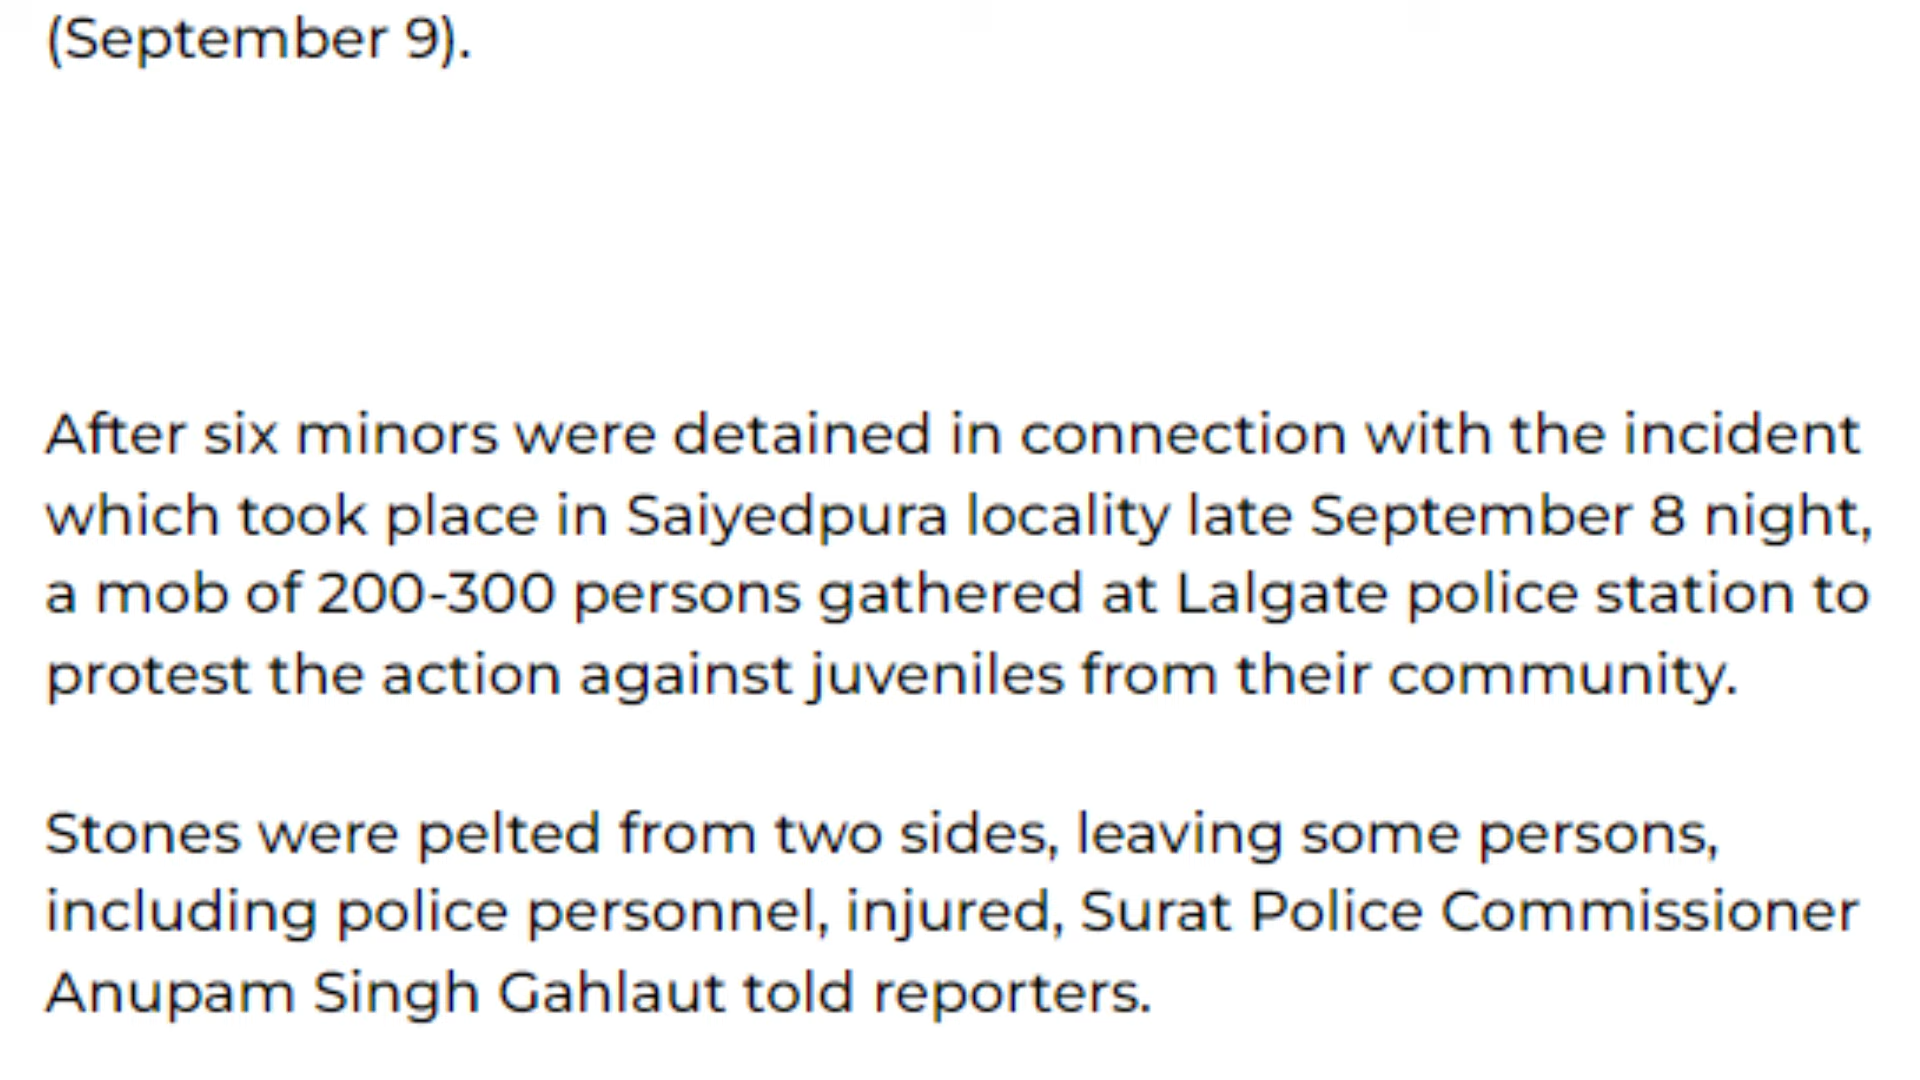 (September 9).
After six minors were detained in connection with the incident
which took place in Saiyedpura locality late September 8 night,
a mob of 200-300 persons gathered at Lalgate police station to
protest the action against juveniles from their community.
Stones were pelted from two sides, leaving some persons,
including police personnel, injured, Surat Police Commissioner
Anupam Singh Gahlaut told reporters.